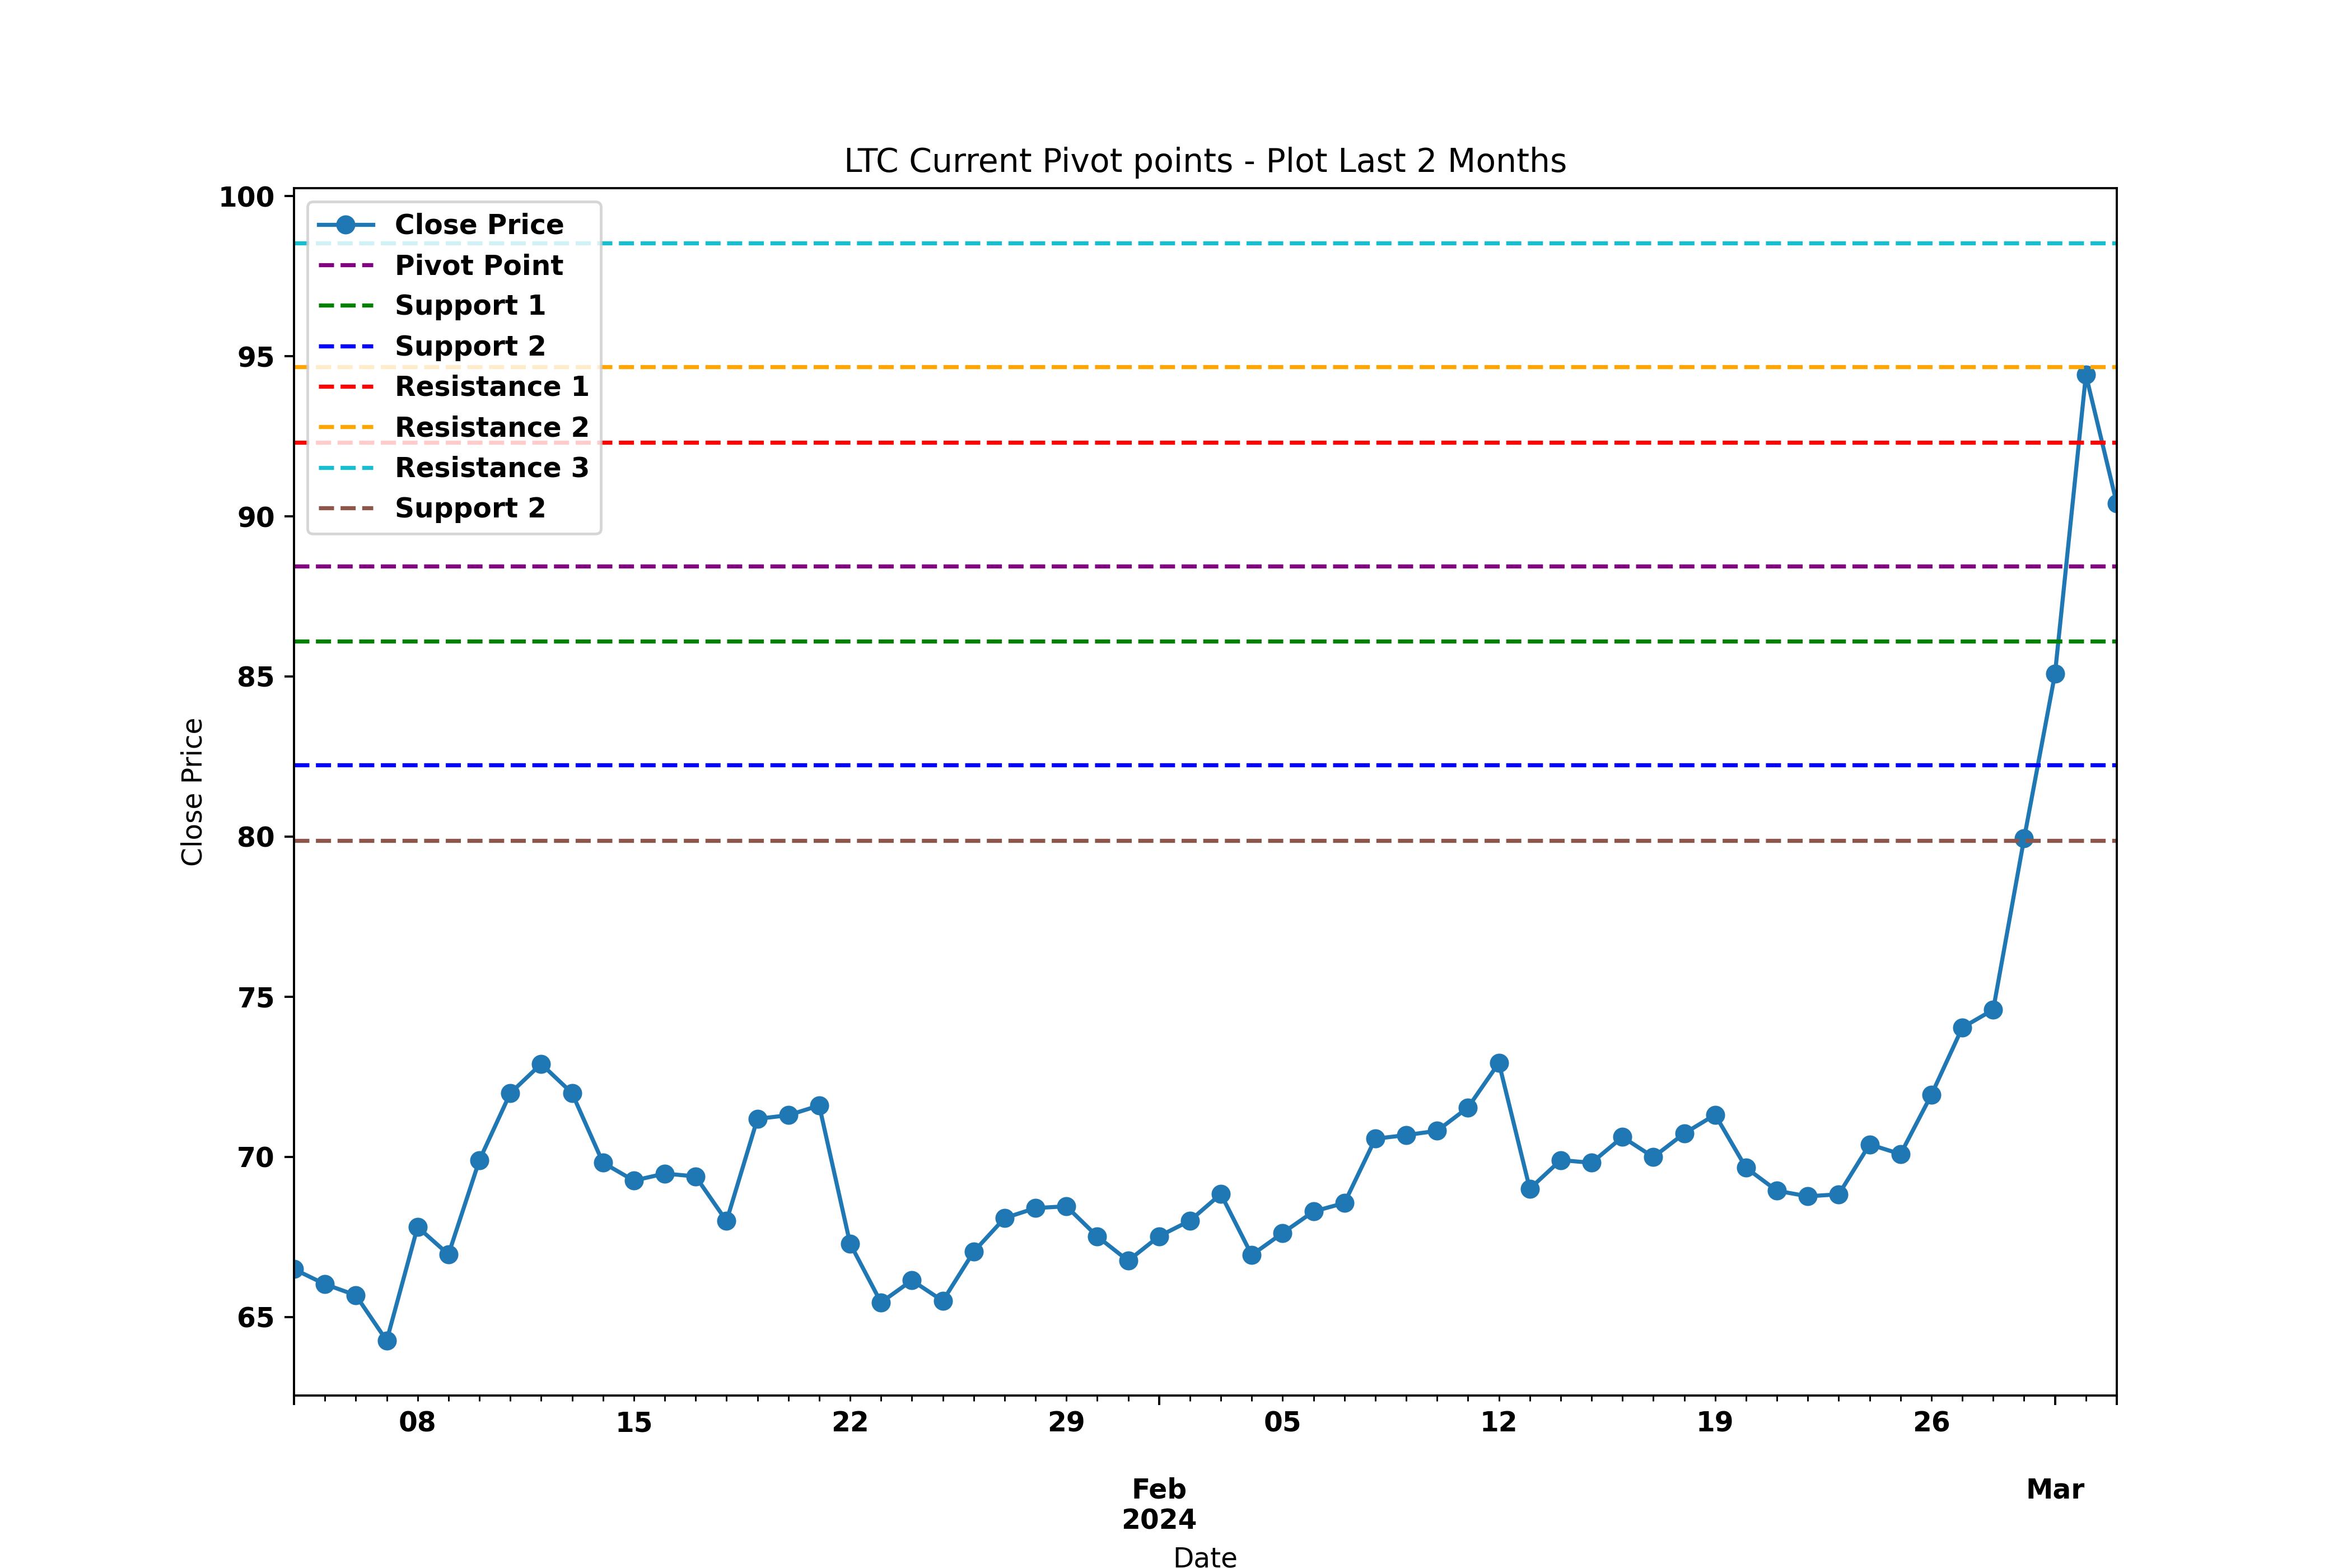 LTC Current Pivot points - Plot Last 2 Months
100
95
90
85
80
75
70
65
Close Price
Close Price
Pivot Point
Support 1
Support 2
Resistance 1
Resistance 2
Resistance 3
Support 2
08 15 22 29 05 12 19 26
Feb Mar
2024
Date